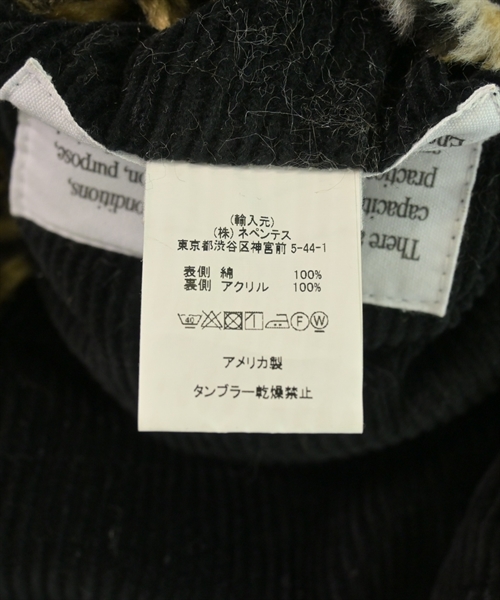 (輸入元)
(株) ネペンテス
東京都渋谷区神宮前 5-44-1
表側 綿 100%
裏側 アクリル 100%
40 F W
アメリカ製
タンブラー乾燥禁止
There a
capaciti
practic
on, purpose,
onditions,